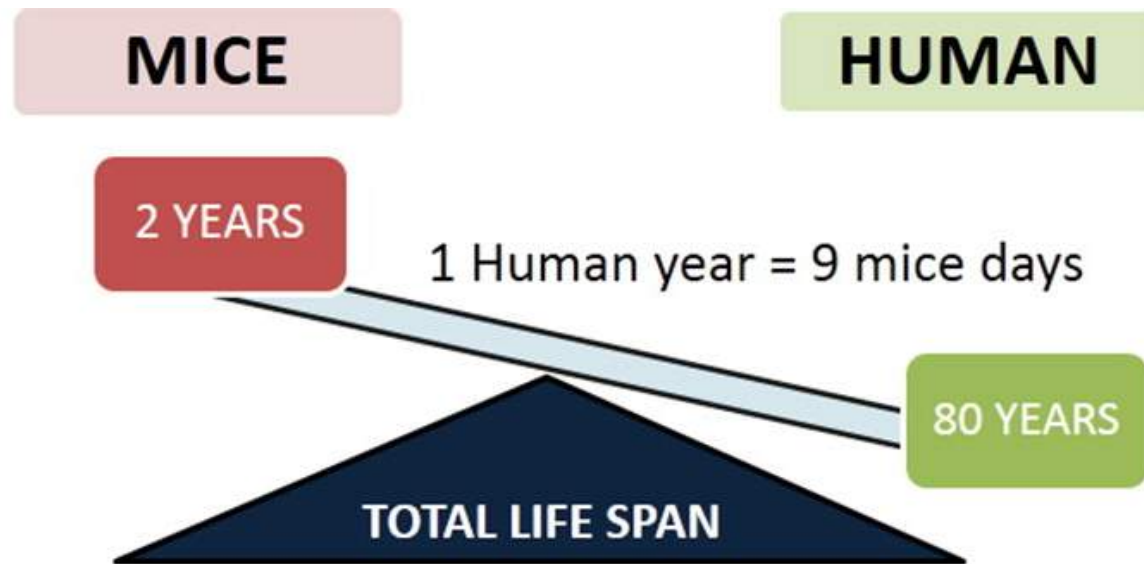 MICE
HUMAN
2 YEARS
1 Human year = 9 mice days
80 YEARS
TOTAL LIFE SPAN